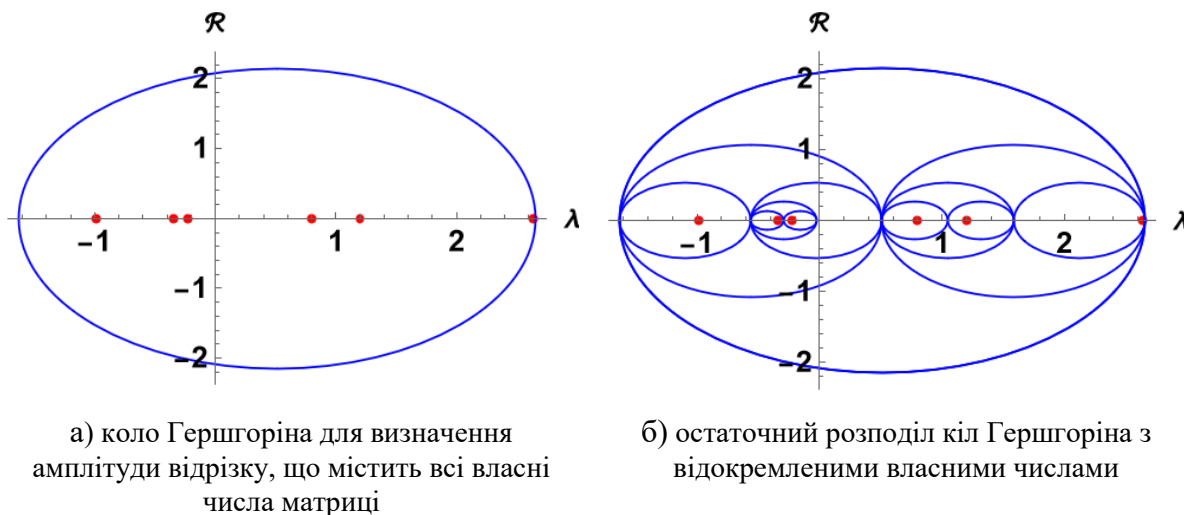 ℛ
2
1
−1
1
2
λ
−1
−2
ℛ
2
1
−1
1
2
λ
−1
−2
а) коло Гершгоріна для визначення
амплітуди відрізку, що містить всі власні
числа матриці
б) остаточний розподіл кіл Гершгоріна з
відокремленими власними числами